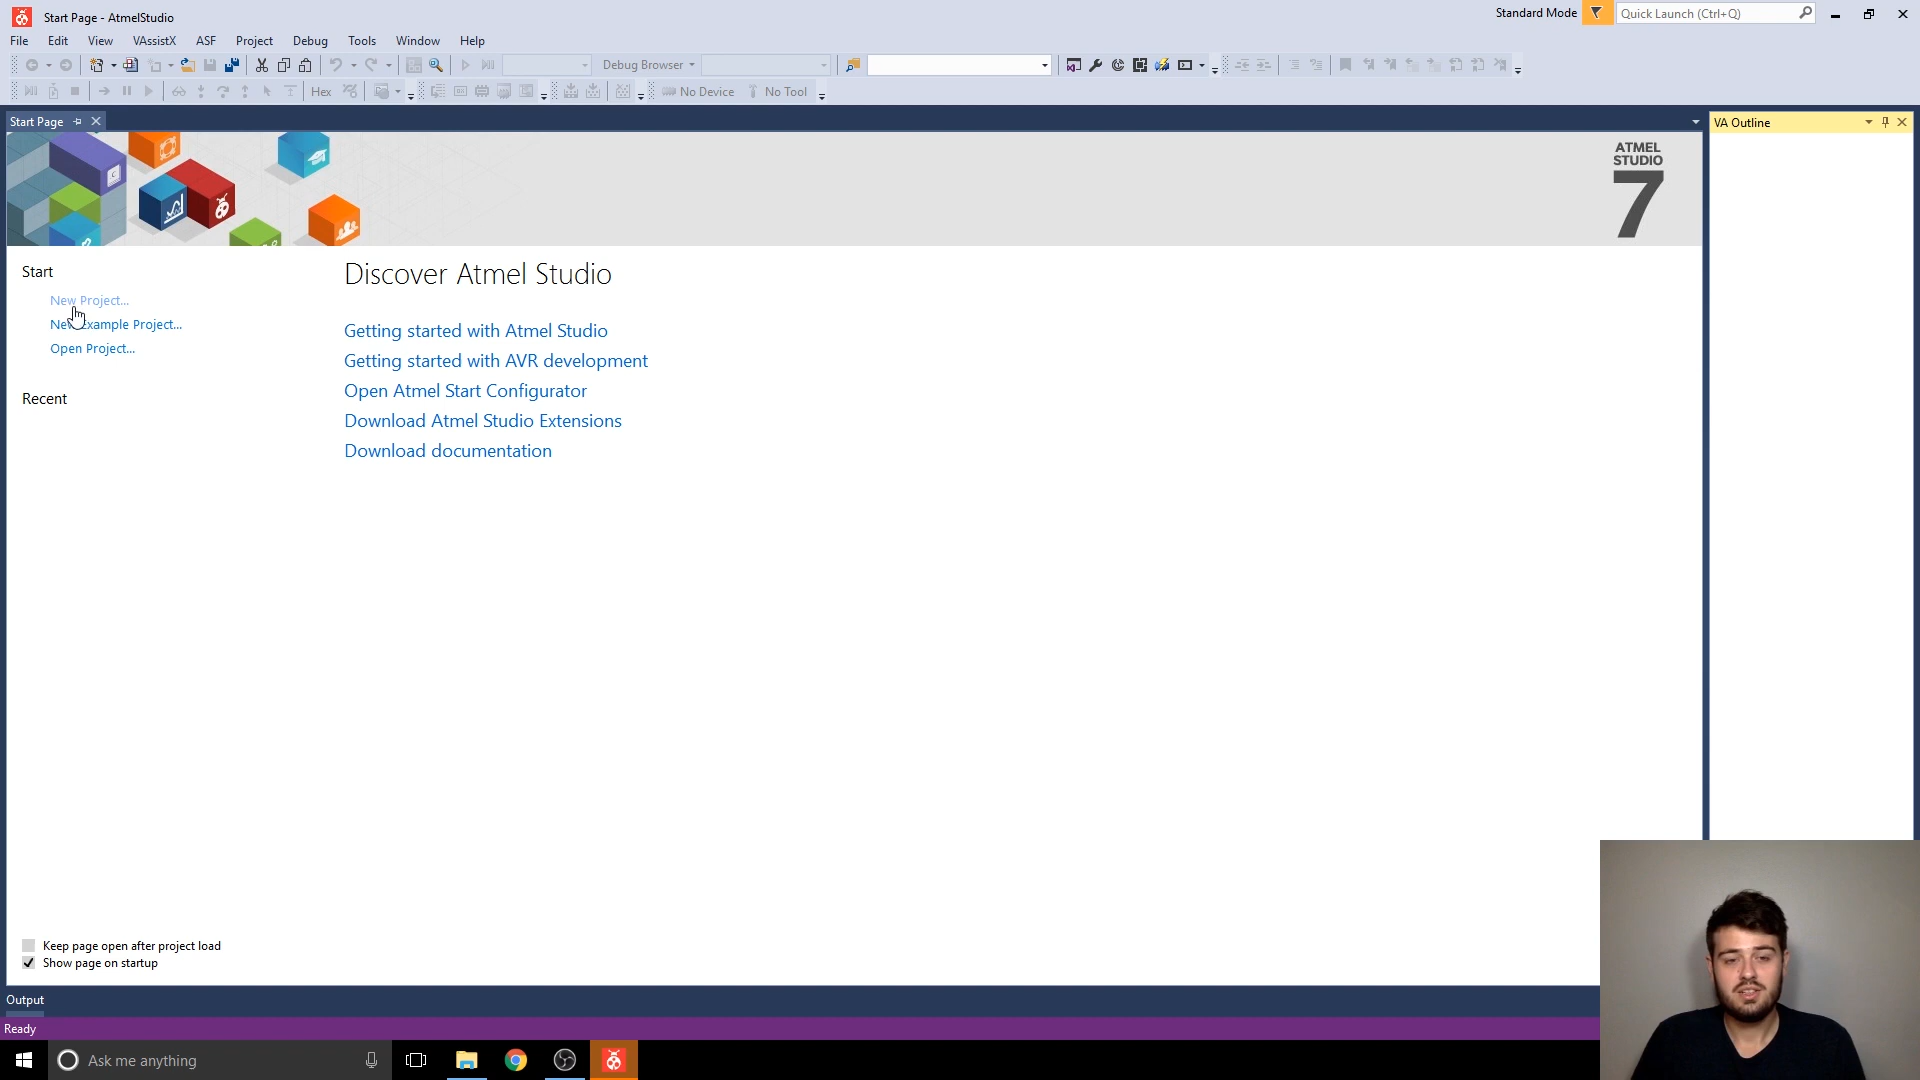 Start Page - AtmelStudio
Standard Mode
Quick Launch (Ctrl+Q)
File Edit View VAssistX ASF Project Debug Tools Window Help
Debug Browser
Hex
No Device
No Tool
Start Page
VA Outline
ATMEL
STUDIO
7
Start
New Project...
New Example Project...
Open Project...
Recent
Discover Atmel Studio
Getting started with Atmel Studio
Getting started with AVR development
Open Atmel Start Configurator
Download Atmel Studio Extensions
Download documentation
Keep page open after project load
Show page on startup
Output
Ready
Ask me anything